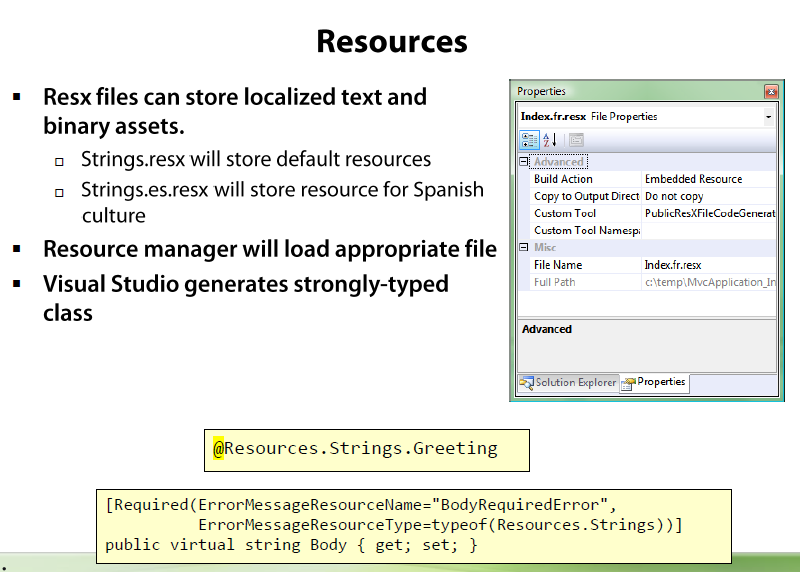 Resources
▪ Resx files can store localized text and
binary assets.
▫ Strings.resx will store default resources
▫ Strings.es.resx will store resource for Spanish
culture
▪ Resource manager will load appropriate file
▪ Visual Studio generates strongly-typed
class
Properties
Index.fr.resx File Properties
Advanced
Build Action Embedded Resource
Copy to Output Direct Do not copy
Custom Tool PublicResXFileCodeGenerat
Custom Tool Namespa
Misc
File Name Index.fr.resx
Full Path c:\temp\MvcApplication_In
Advanced
Solution Explorer Properties
@Resources.Strings.Greeting
[Required(ErrorMessageResourceName="BodyRequiredError",
ErrorMessageResourceType=typeof(Resources.Strings))]
public virtual string Body { get; set; }